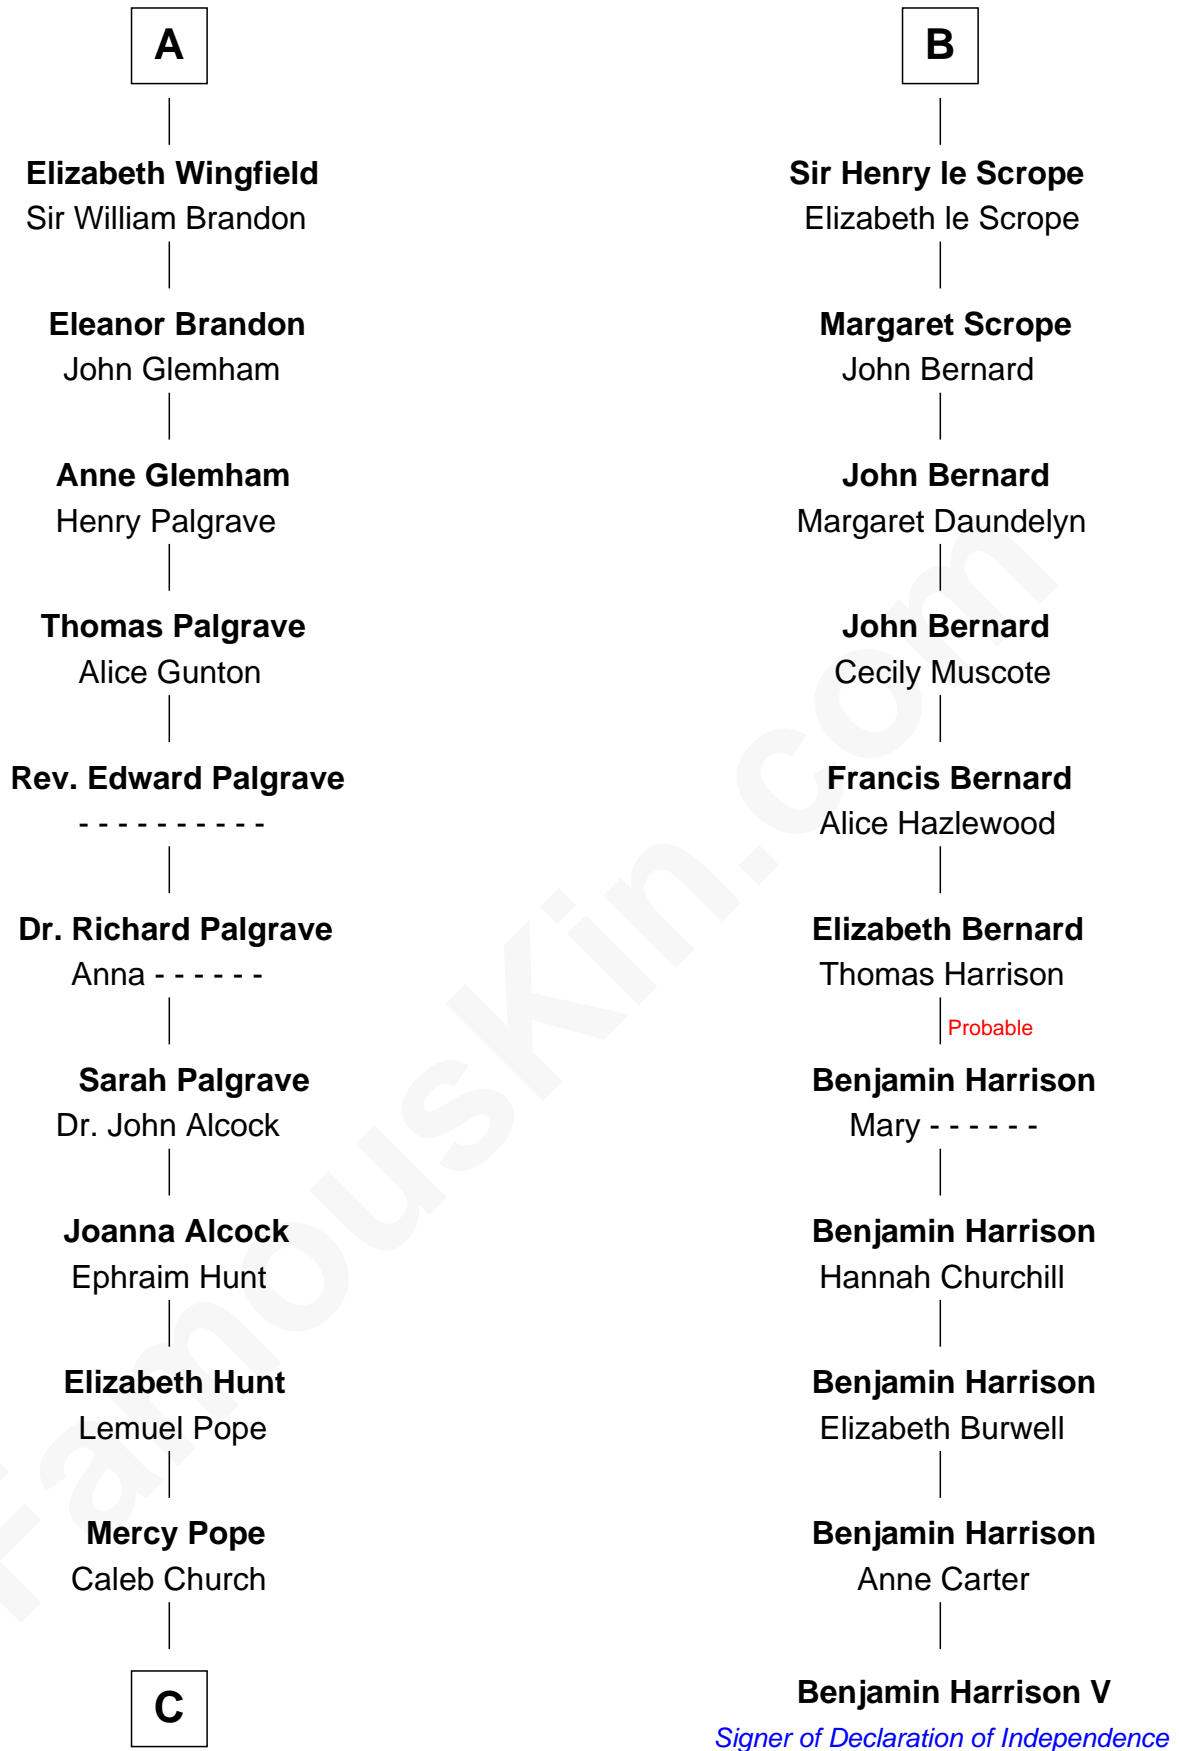 A
Elizabeth Wingfield
Sir William Brandon
Eleanor Brandon
John Glemham
Anne Glemham
Henry Palgrave
Thomas Palgrave
Alice Gunton
Rev. Edward Palgrave
- - - - - - - - - -
Dr. Richard Palgrave
Anna - - - - - -
Sarah Palgrave
Dr. John Alcock
Joanna Alcock
Ephraim Hunt
Elizabeth Hunt
Lemuel Pope
Mercy Pope
Caleb Church
C
B
Sir Henry le Scrope
Elizabeth le Scrope
Margaret Scrope
John Bernard
John Bernard
Margaret Daundelyn
John Bernard
Cecily Muscote
Francis Bernard
Alice Hazlewood
Elizabeth Bernard
Thomas Harrison
Probable
Benjamin Harrison
Mary - - - - - -
Benjamin Harrison
Hannah Churchill
Benjamin Harrison
Elizabeth Burwell
Benjamin Harrison
Anne Carter
Benjamin Harrison V
Signer of Declaration of Independence
FamousKin.com